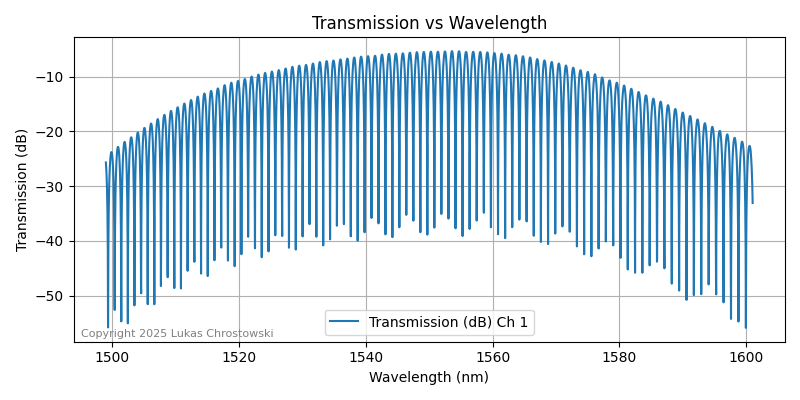 Transmission vs Wavelength
Transmission (dB)
−10
−20
−30
−40
−50
Transmission (dB) Ch 1
Copyright 2025 Lukas Chrostowski
1500 1520 1540 1560 1580 1600
Wavelength (nm)